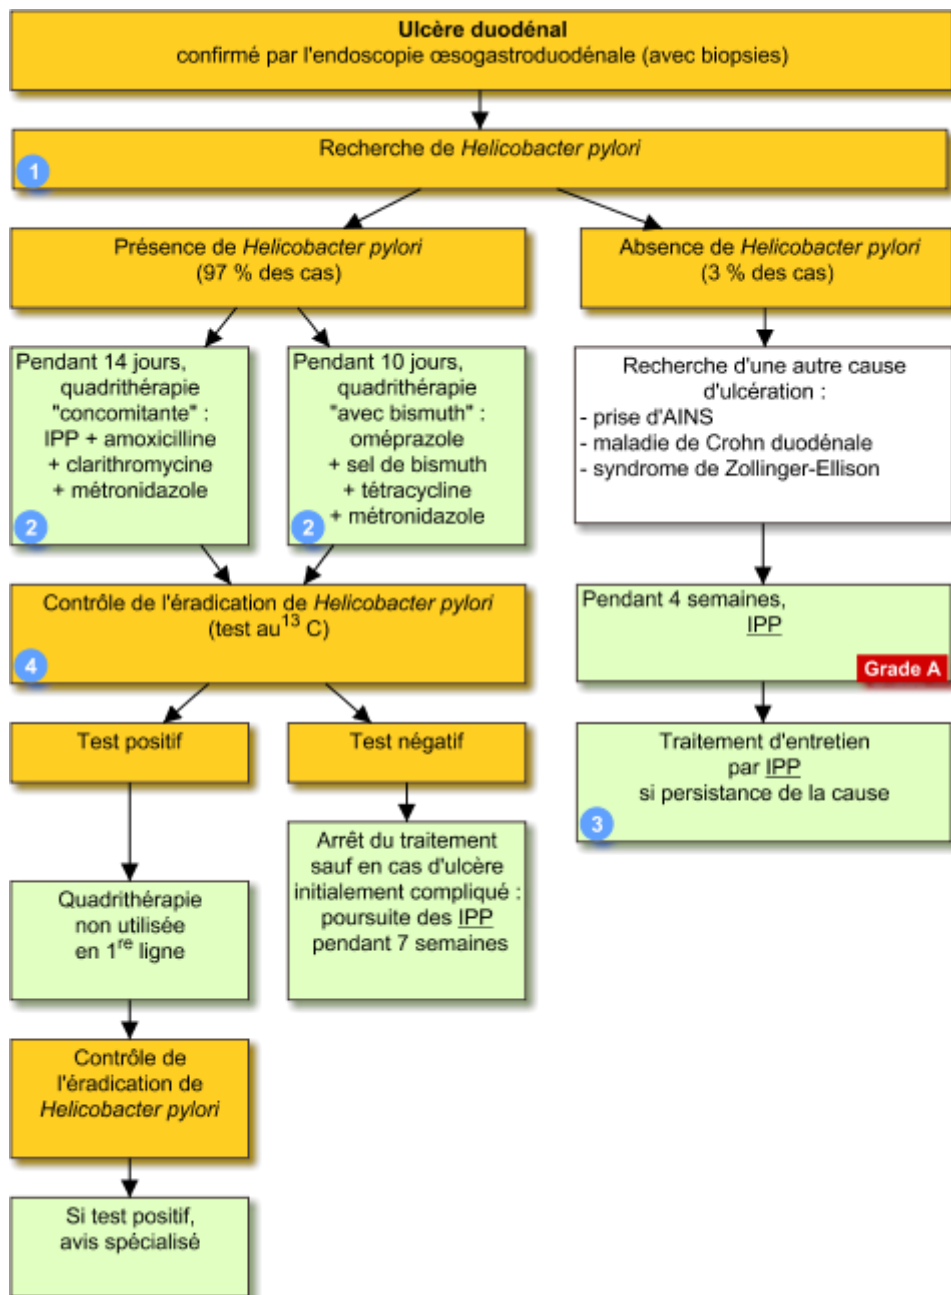 Ulcère duodénal
confirmé par l'endoscopie œsogastroduodénale (avec biopsies)
Recherche de Helicobacter pylori
1
Présence de Helicobacter pylori
(97 % des cas)
Absence de Helicobacter pylori
(3 % des cas)
Pendant 14 jours,
quadrithérapie
"concomitante" :
IPP + amoxicilline
+ clarithromycine
+ métronidazole
2
Pendant 10 jours,
quadrithérapie
"avec bismuth" :
oméprazole
+ sel de bismuth
+ tétracycline
+ métronidazole
2
Recherche d'une autre cause
d'ulcération :
- prise d'AINS
- maladie de Crohn duodénale
- syndrome de Zollinger-Ellison
Contrôle de l'éradication de Helicobacter pylori
(test au 13 C)
4
Pendant 4 semaines,
IPP
Grade A
Test positif
Test négatif
Traitement d'entretien
par IPP
si persistance de la cause
3
Quadrithérapie
non utilisée
en 1re ligne
Arrêt du traitement
sauf en cas d'ulcère
initialement compliqué :
poursuite des IPP
pendant 7 semaines
Contrôle de
l'éradication de
Helicobacter pylori
Si test positif,
avis spécialisé